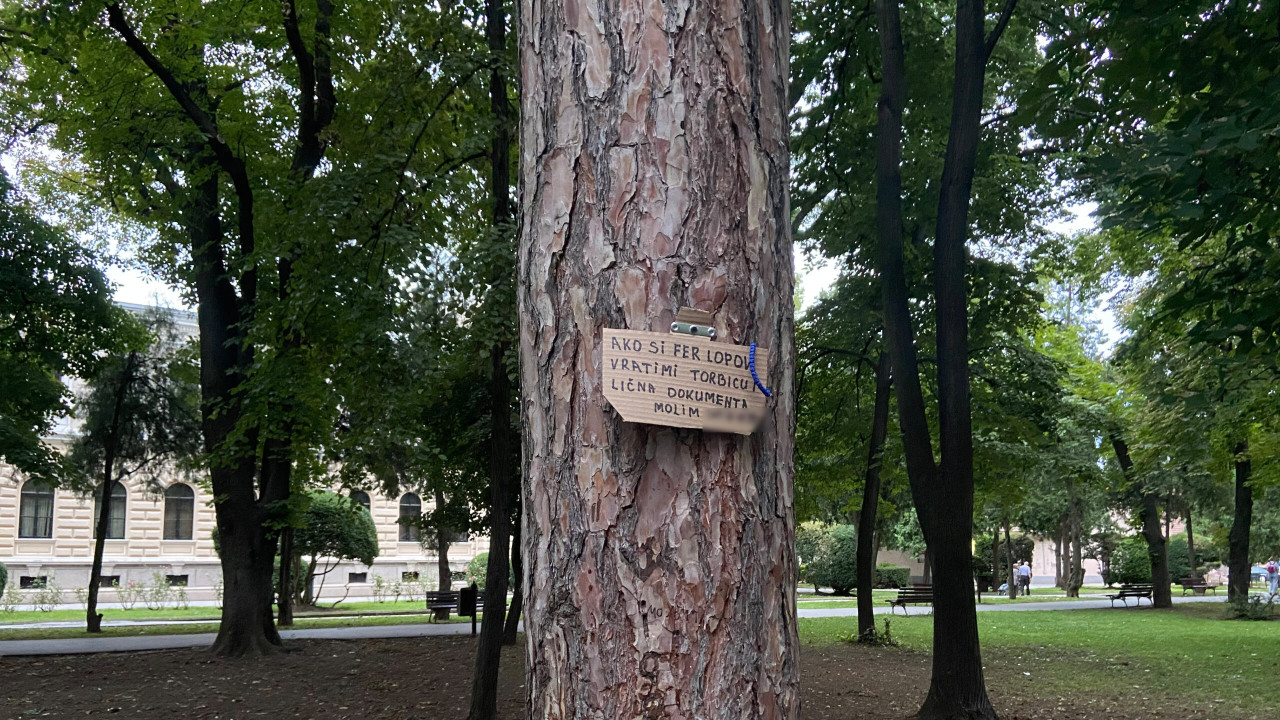 AKO SI FER LOPOV
VRATIMI TORBICU I
LIČNA DOKUMENTA
MOLIM